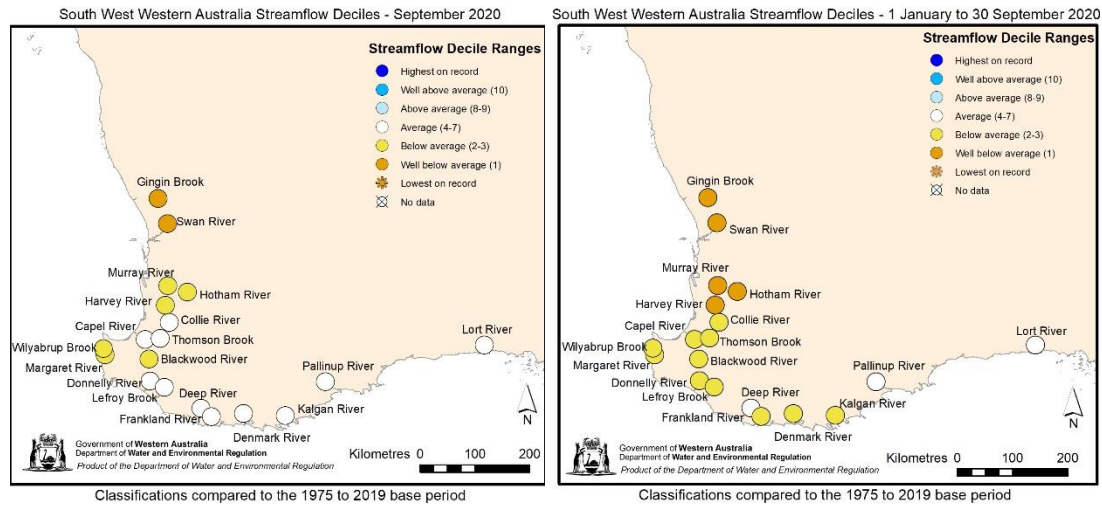 South West Western Australia Streamflow Deciles - September 2020
Streamflow Decile Ranges
Highest on record
Well above average (10)
Above average (8-9)
Average (4-7)
Below average (2-3)
Well below average (1)
Lowest on record
No data
Gingin Brook
Swan River
Murray River
Hotham River
Harvey River
Collie River
Capel River
Thomson Brook
Wilyabrup Brook
Blackwood River
Margaret River
Donnelly River
Lefroy Brook
Deep River
Frankland River
Denmark River
Kalgan River
Pallinup River
Lort River
N
Government of Western Australia
Department of Water and Environmental Regulation
Product of the Department of Water and Environmental Regulation
Kilometres
0 100 200
Classifications compared to the 1975 to 2019 base period
South West Western Australia Streamflow Deciles - 1 January to 30 September 2020
Streamflow Decile Ranges
Highest on record
Well above average (10)
Above average (8-9)
Average (4-7)
Below average (2-3)
Well below average (1)
Lowest on record
No data
Gingin Brook
Swan River
Murray River
Hotham River
Harvey River
Collie River
Capel River
Thomson Brook
Wilyabrup Brook
Blackwood River
Margaret River
Donnelly River
Lefroy Brook
Deep River
Frankland River
Denmark River
Kalgan River
Pallinup River
Lort River
N
Government of Western Australia
Department of Water and Environmental Regulation
Product of the Department of Water and Environmental Regulation
Kilometres
0 100 200
Classifications compared to the 1975 to 2019 base period